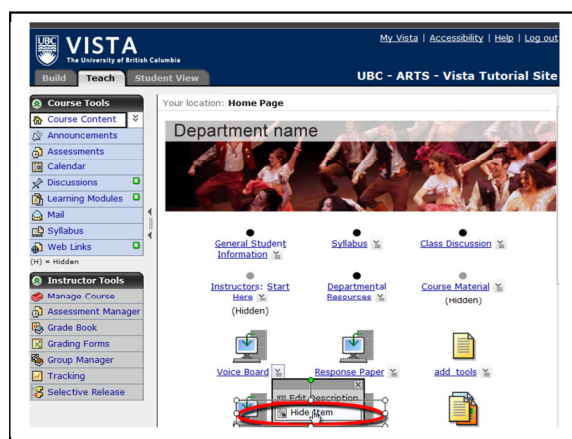 My Vista | Accessibility | Help | Log out
UBC
VISTA
The University of British Columbia
Build
Teach
Student View
UBC - ARTS - Vista Tutorial Site
Course Tools
Course Content
Announcements
Assessments
Calendar
Discussions
Learning Modules
Mail
Syllabus
Web Links
(H) = Hidden
Instructor Tools
Manage Course
Assessment Manager
Grade Book
Grading Forms
Group Manager
Tracking
Selective Release
Your location: Home Page
Department name
General Student
Information
Syllabus
Class Discussion
Instructors: Start
Here
(Hidden)
Departmental
Resources
Course Material
(Hidden)
Voice Board
Response Paper
add tools
Edit Description
Hide Item